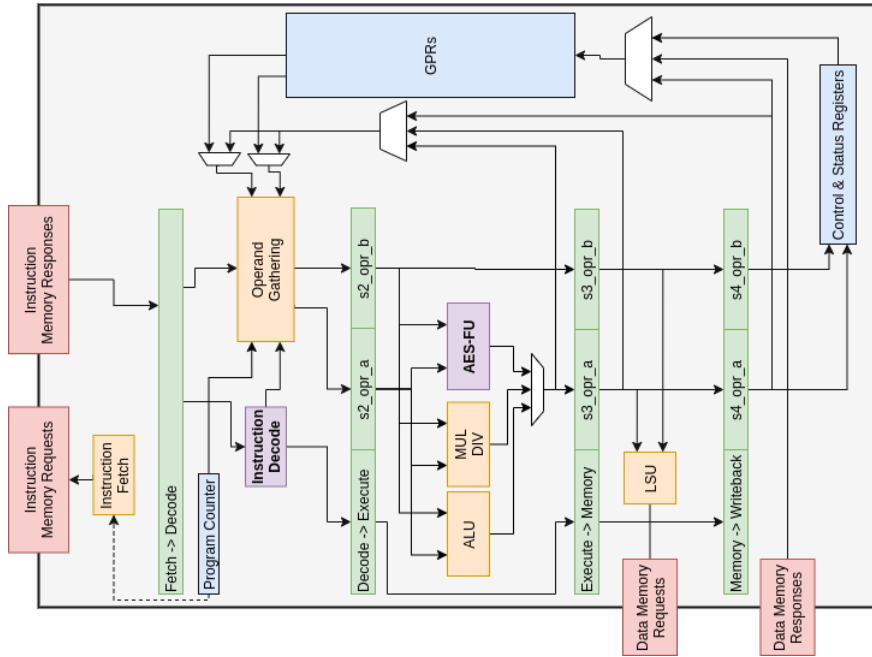 Instruction
Memory Requests
Instruction
Memory Responses
Instruction
Fetch
Fetch -> Decode
Program Counter
Instruction
Decode
Operand
Gathering
GPRs
Decode -> Execute
s2_opr_a
s2_opr_b
ALU
MUL
DIV
AES-FU
Execute -> Memory
s3_opr_a
s3_opr_b
LSU
Data Memory
Requests
Memory -> Writeback
s4_opr_a
s4_opr_b
Data Memory
Responses
Control & Status Registers